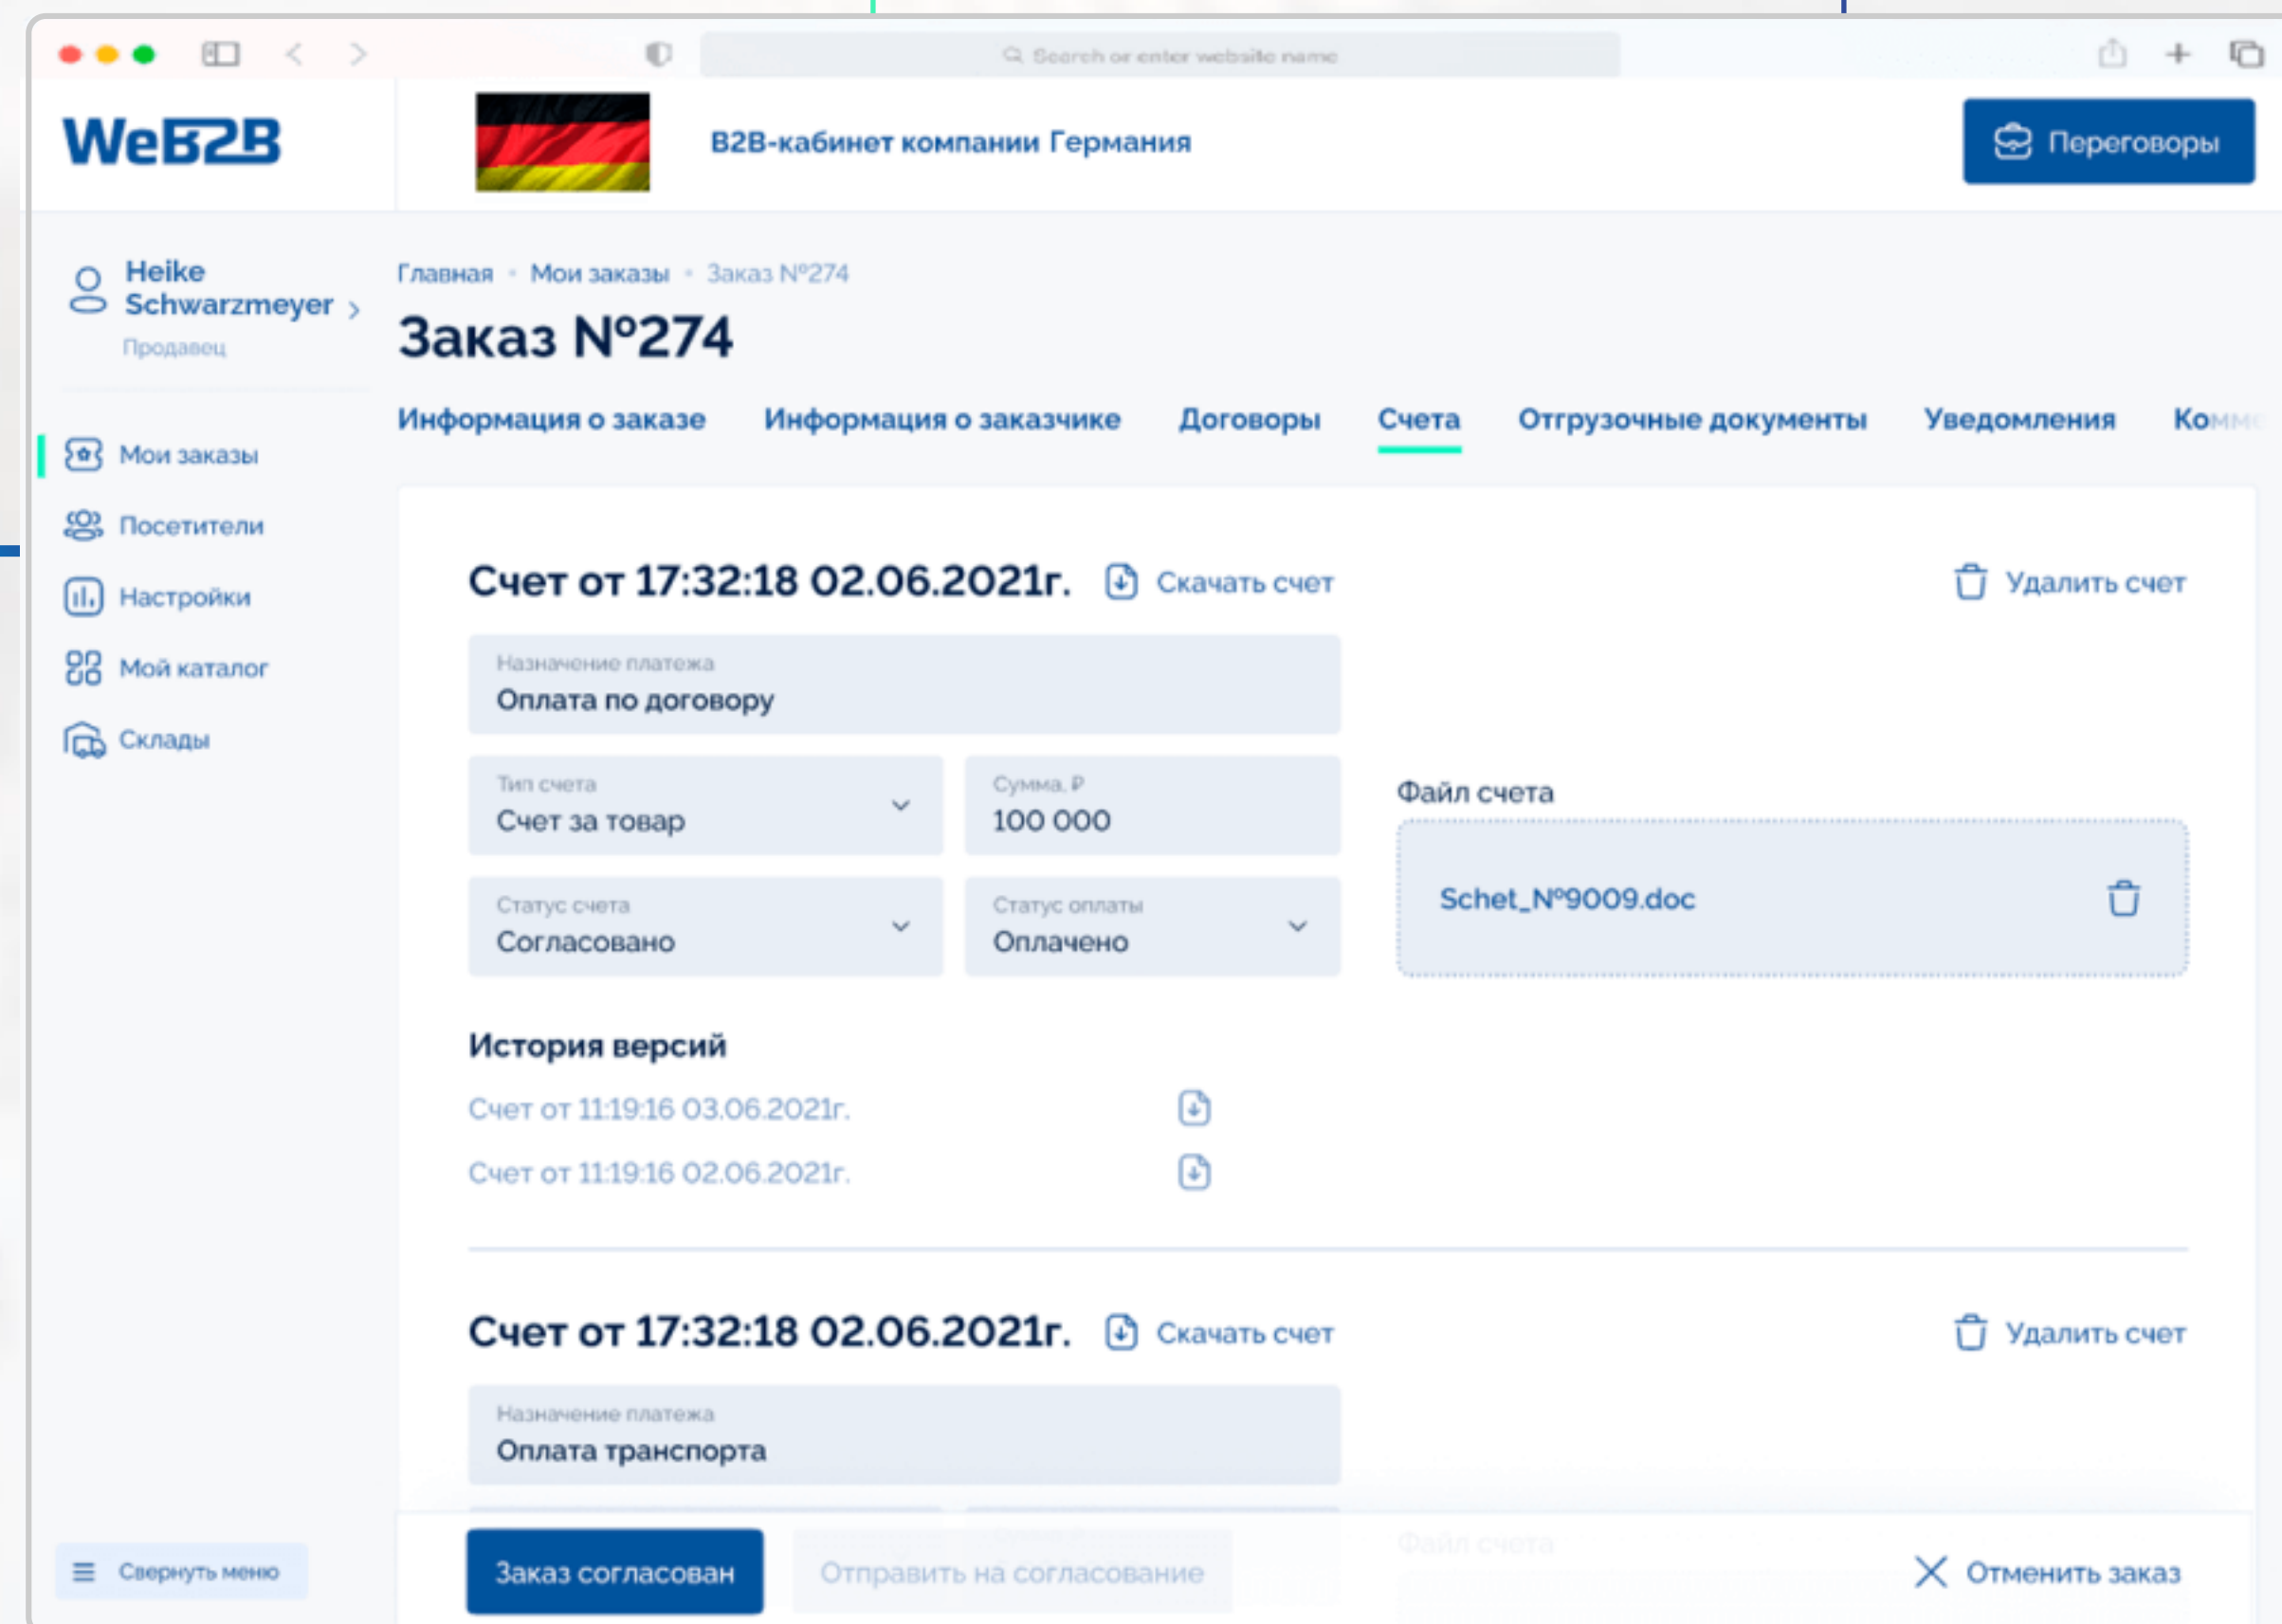 Search or enter website name
WeB2B
B2B-кабинет компании Германия
Переговоры
Heike
Schwarzmeyer
Продавец
Мои заказы
Посетители
Настройки
Мой каталог
Склады
Свернуть меню
Главная • Мои заказы • Заказ №274
Заказ №274
Информация о заказе Информация о заказчике Договоры Счета Отгрузочные документы Уведомления Комме
Счет от 17:32:18 02.06.2021г. Скачать счет Удалить счет
Назначение платежа
Оплата по договору
Тип счета
Счет за товар
Сумма, ₽
100 000
Статус счета
Согласовано
Статус оплаты
Оплачено
Файл счета
Schet_№9009.doc
История версий
Счет от 11:19:16 03.06.2021г.
Счет от 11:19:16 02.06.2021г.
Счет от 17:32:18 02.06.2021г. Скачать счет Удалить счет
Назначение платежа
Оплата транспорта
Файл счета
Заказ согласован Отправить на согласование Отменить заказ